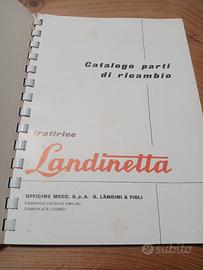 Catalogo parti
di ricambio
trattrice
Landinetta
OFFICINE MECC. S.p.A. G. LANDINI & FIGLI
FABBRICO (REGGIO EMILIA)
CAMERLATA (COMO)
subito